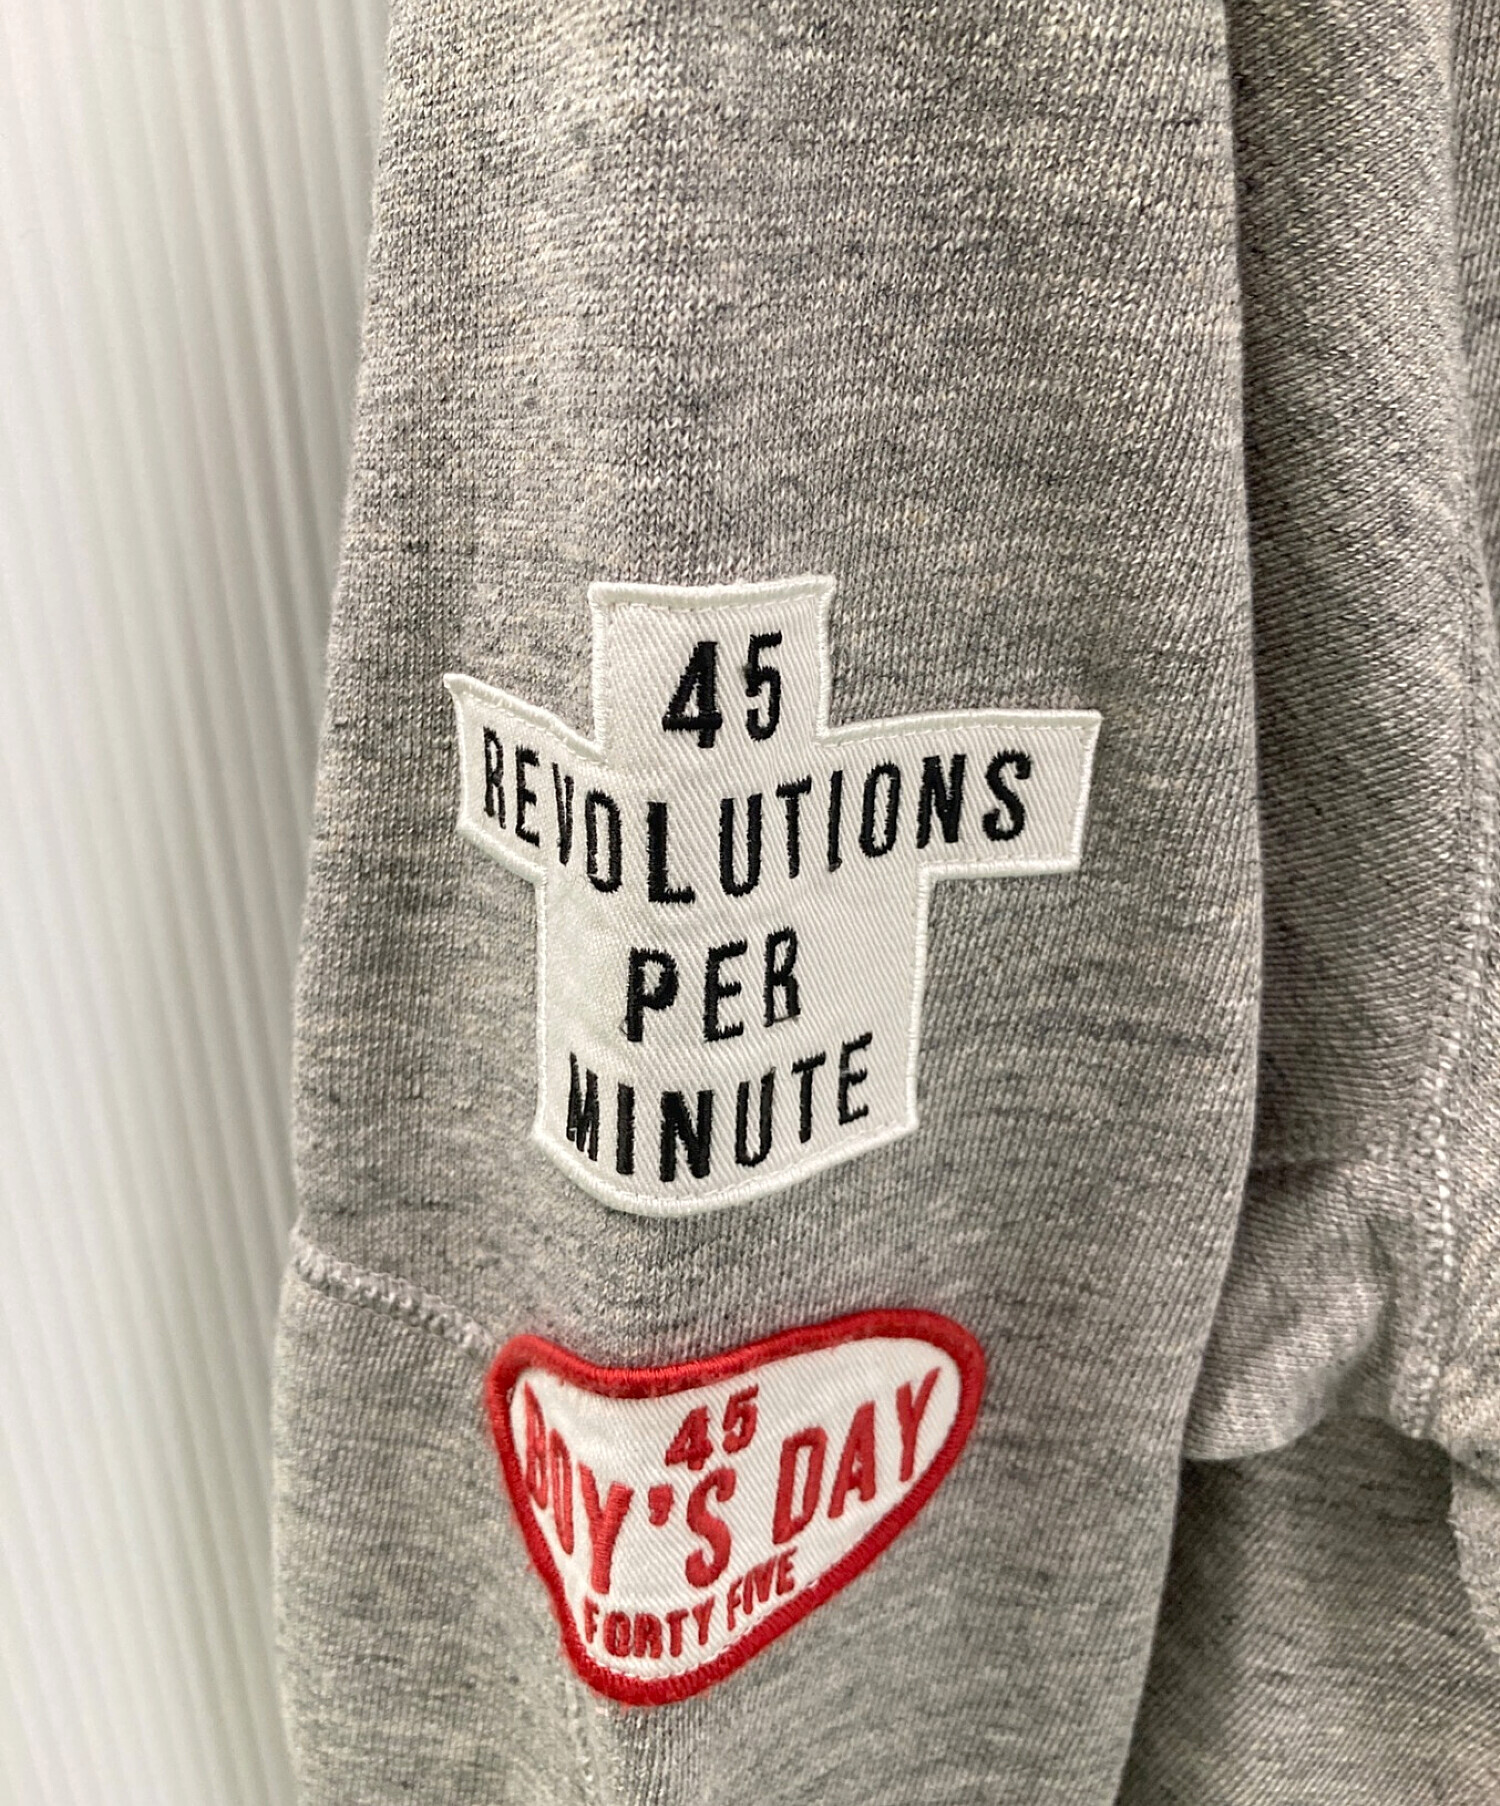 45
REVOLUTIONS
PER
MINUTE
45
BOY'S DAY
FORTY FIVE